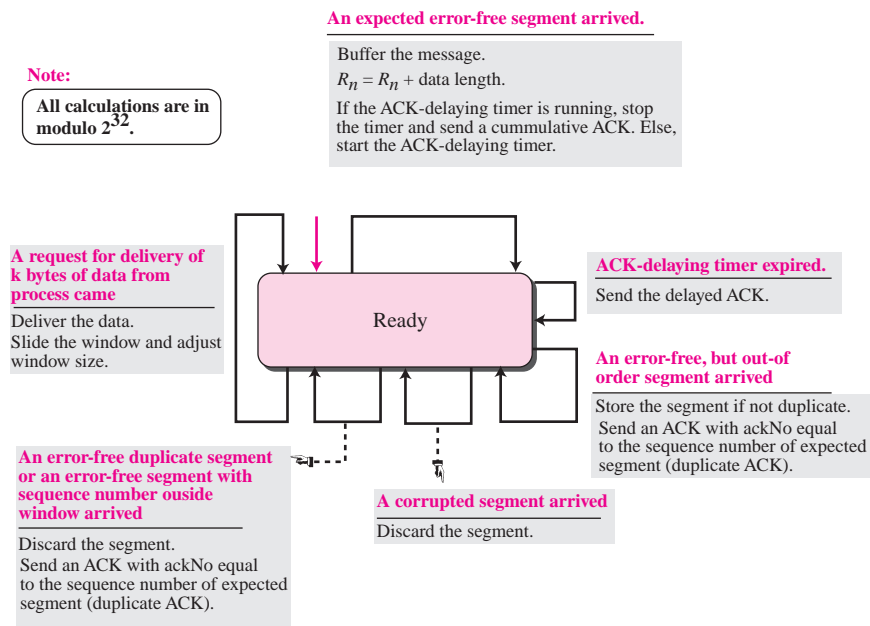 An expected error-free segment arrived.
Buffer the message.
Rn = Rn + data length.
If the ACK-delaying timer is running, stop
the timer and send a cummulative ACK. Else,
start the ACK-delaying timer.
Note:
All calculations are in
modulo 2^32.
A request for delivery of
k bytes of data from
process came
Deliver the data.
Slide the window and adjust
window size.
Ready
ACK-delaying timer expired.
Send the delayed ACK.
An error-free, but out-of
order segment arrived
Store the segment if not duplicate.
Send an ACK with ackNo equal
to the sequence number of expected
segment (duplicate ACK).
An error-free duplicate segment
or an error-free segment with
sequence number ouside
window arrived
Discard the segment.
Send an ACK with ackNo equal
to the sequence number of expected
segment (duplicate ACK).
A corrupted segment arrived
Discard the segment.